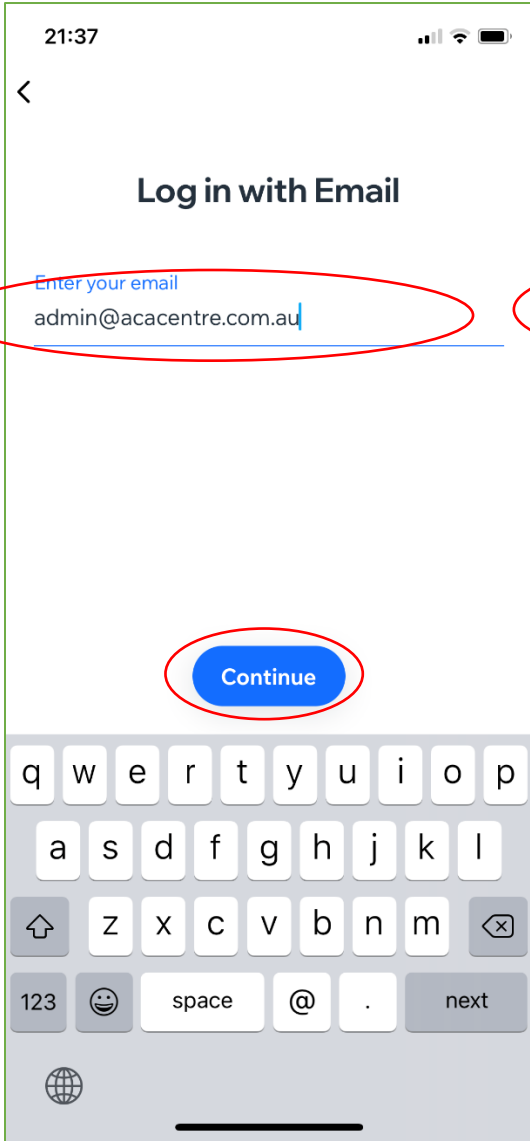 21:37
Log in with Email
Enter your email
admin@acacentre.com.au
Continue
q w e r t y u i o p
a s d f g h j k l
z x c v b n m
123 space @ . next